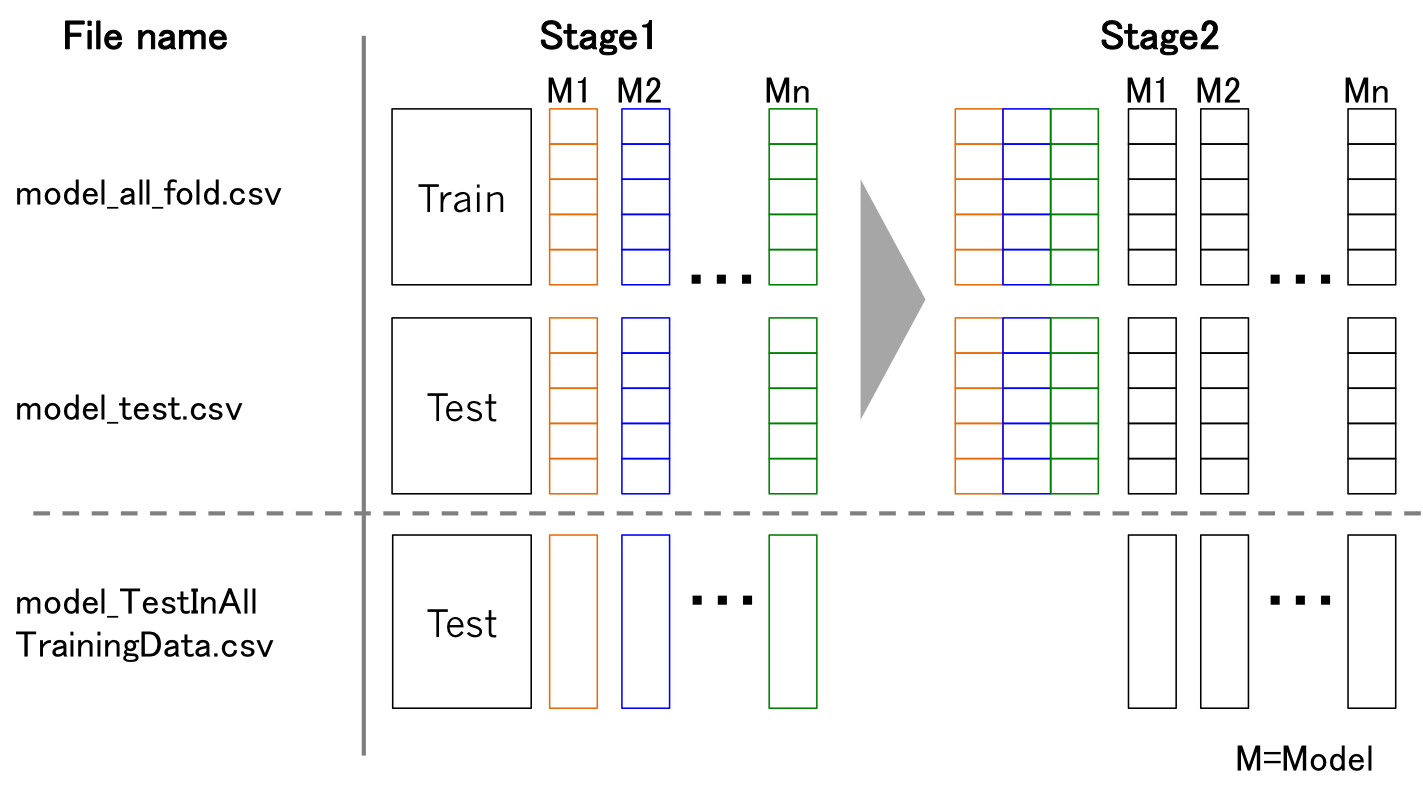 File name
Stage1
Stage2
M1 M2 Mn
M1 M2 Mn
model_all_fold.csv
Train
model_test.csv
Test
model_TestInAll
TrainingData.csv
Test
M=Model